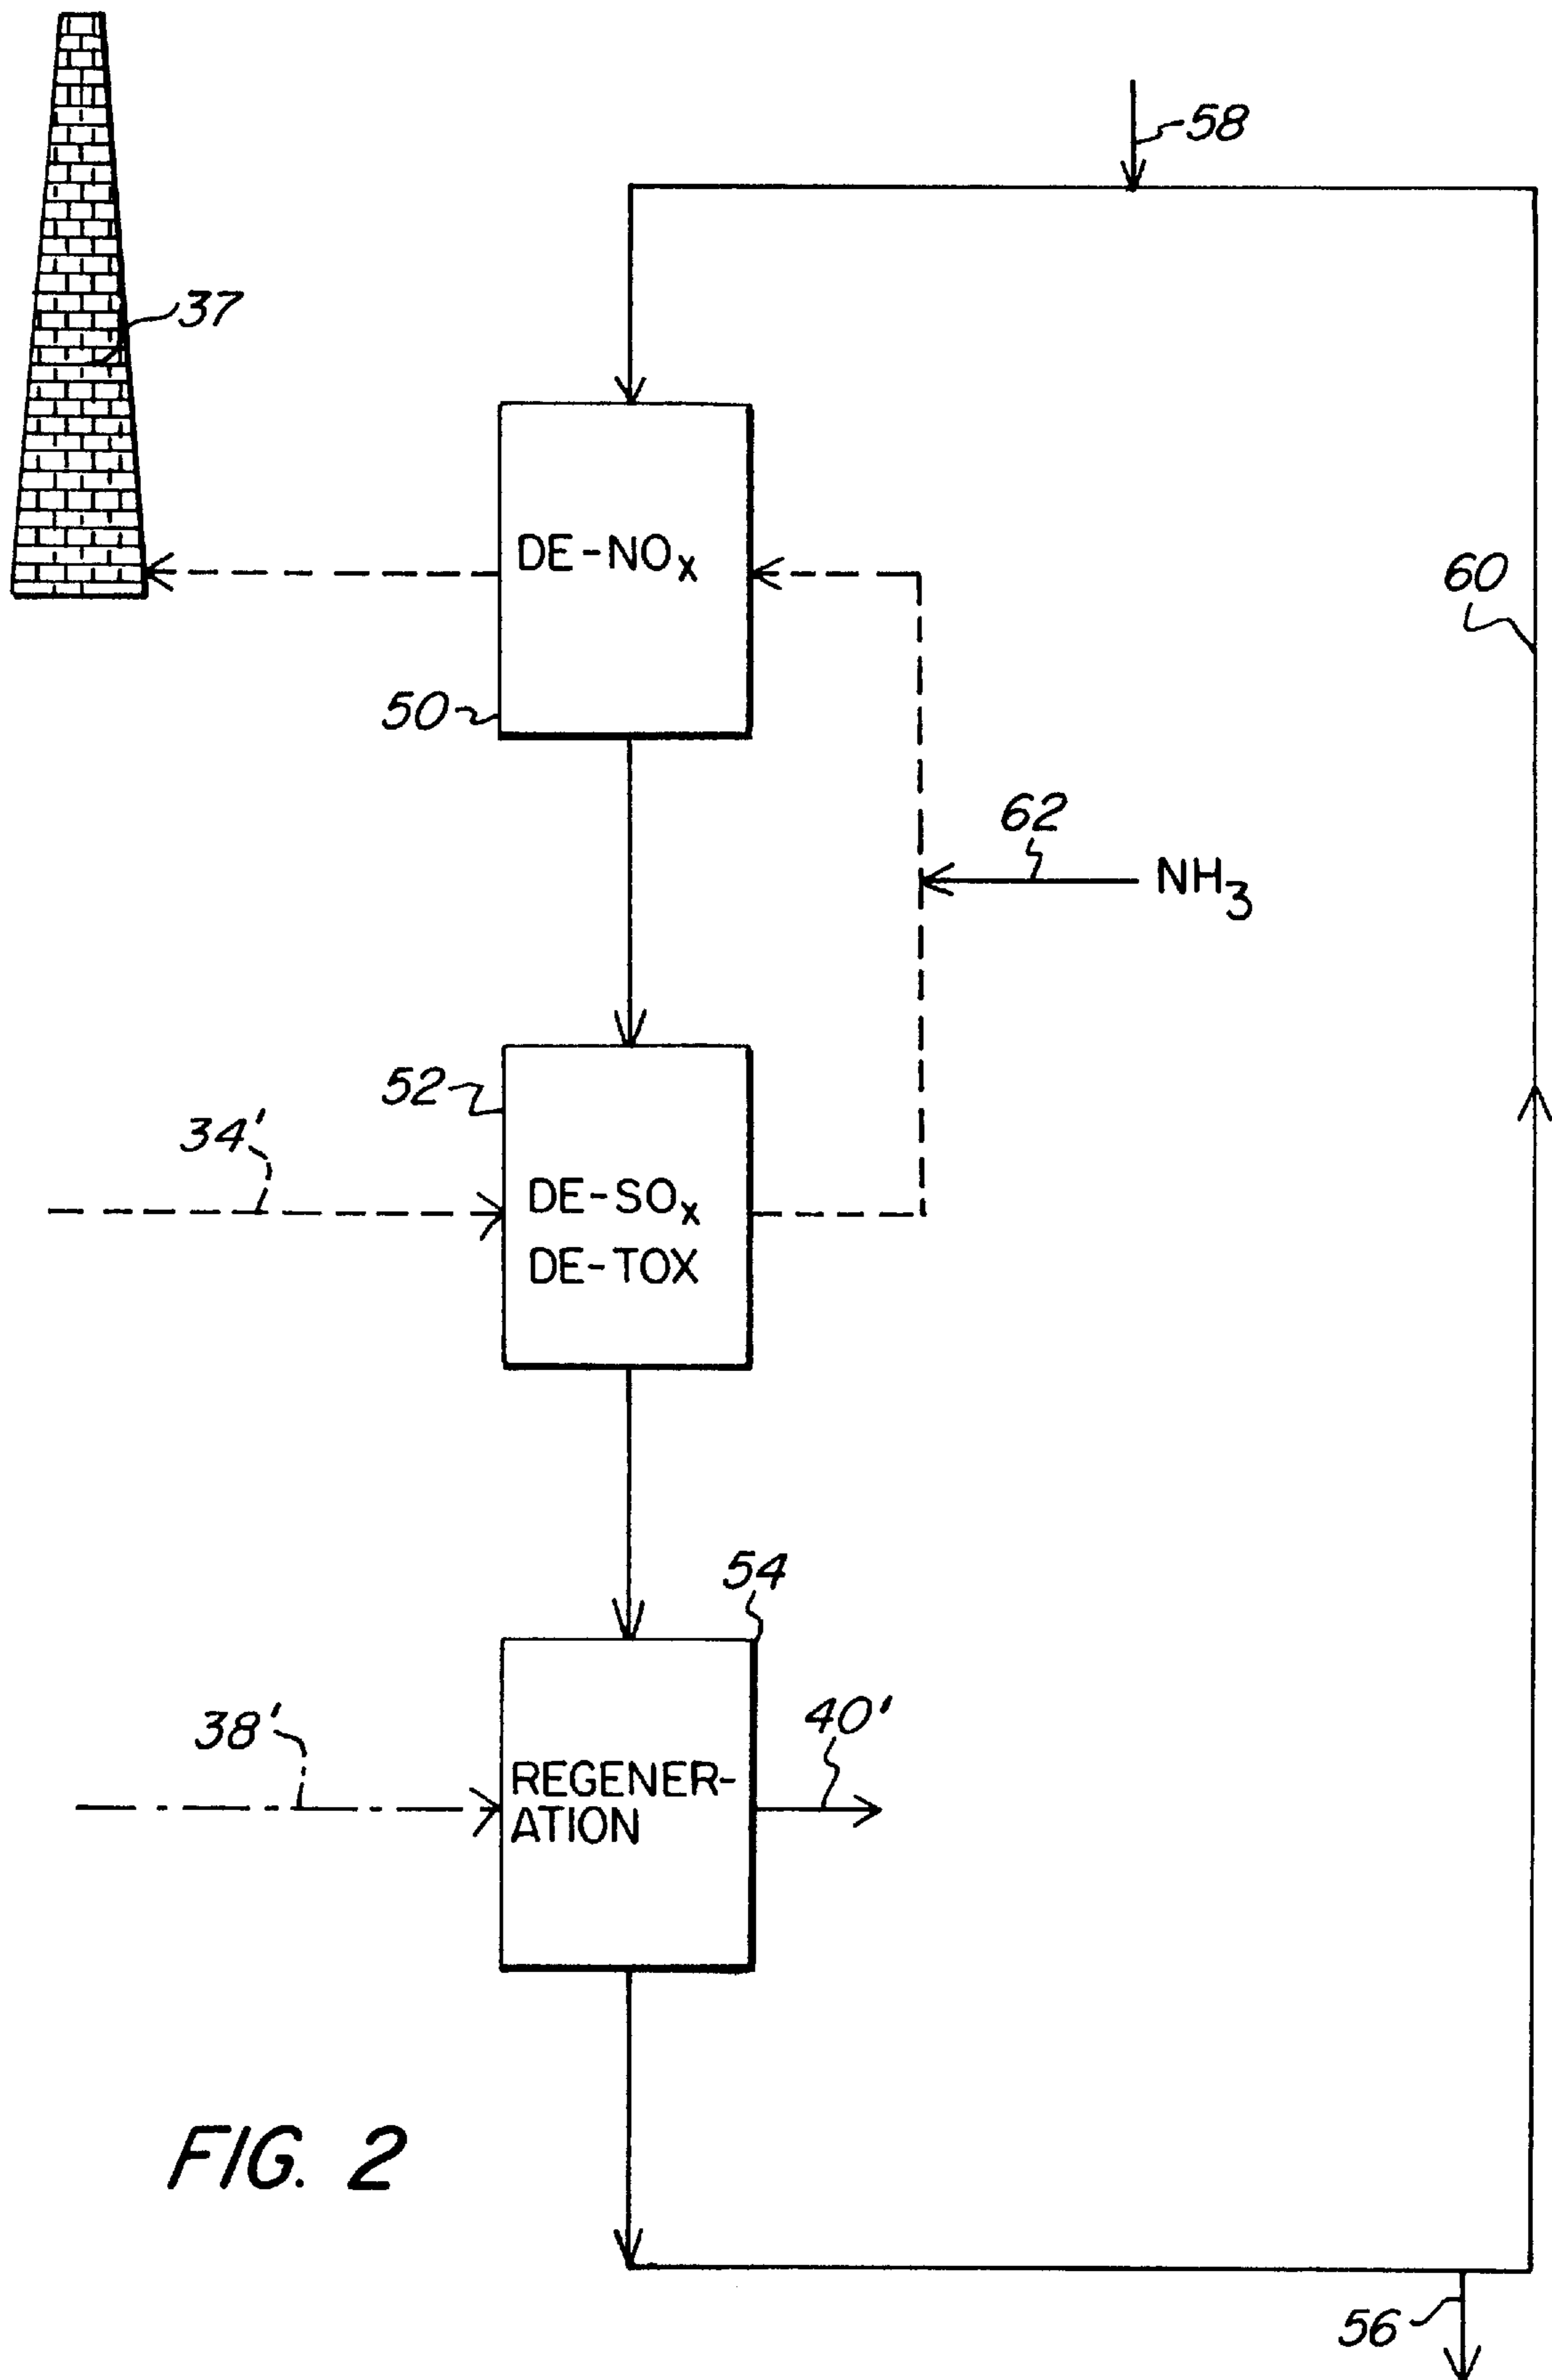 58
37
DE-NOx
60
50
62
NH3
52
34'
DE-SOx
DE-TOX
54
38'
40'
REGENER-
ATION
FIG. 2
56